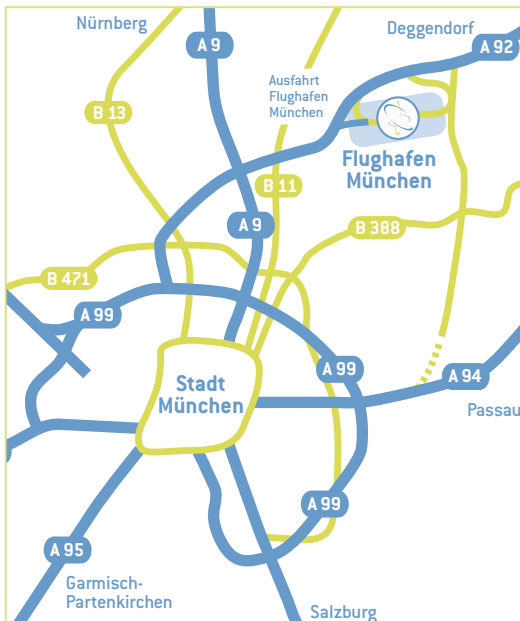 Nürnberg
A 9
Deggendorf
A 92
Ausfahrt
Flughafen
München
B 13
Flughafen
München
B 11
A 9
B 388
B 471
A 99
A 99
A 94
Stadt
München
Passau
A 99
A 95
Garmisch-
Partenkirchen
Salzburg